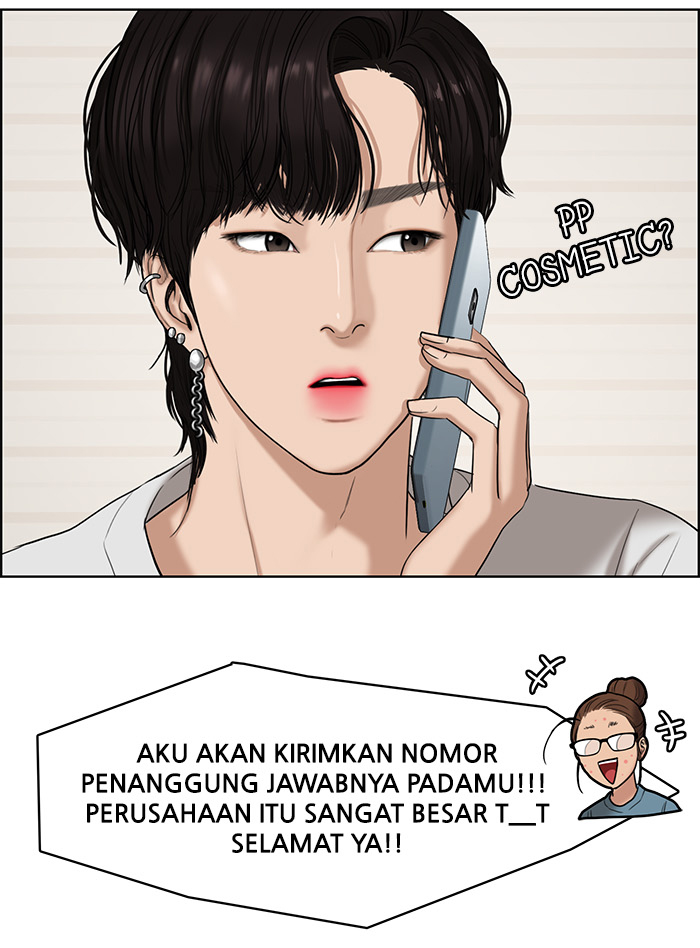 PP
COSMETIC?
AKU AKAN KIRIMKAN NOMOR
PENANGGUNG JAWABNYA PADAMU!!!
PERUSAHAAN ITU SANGAT BESAR T__T
SELAMAT YA!!